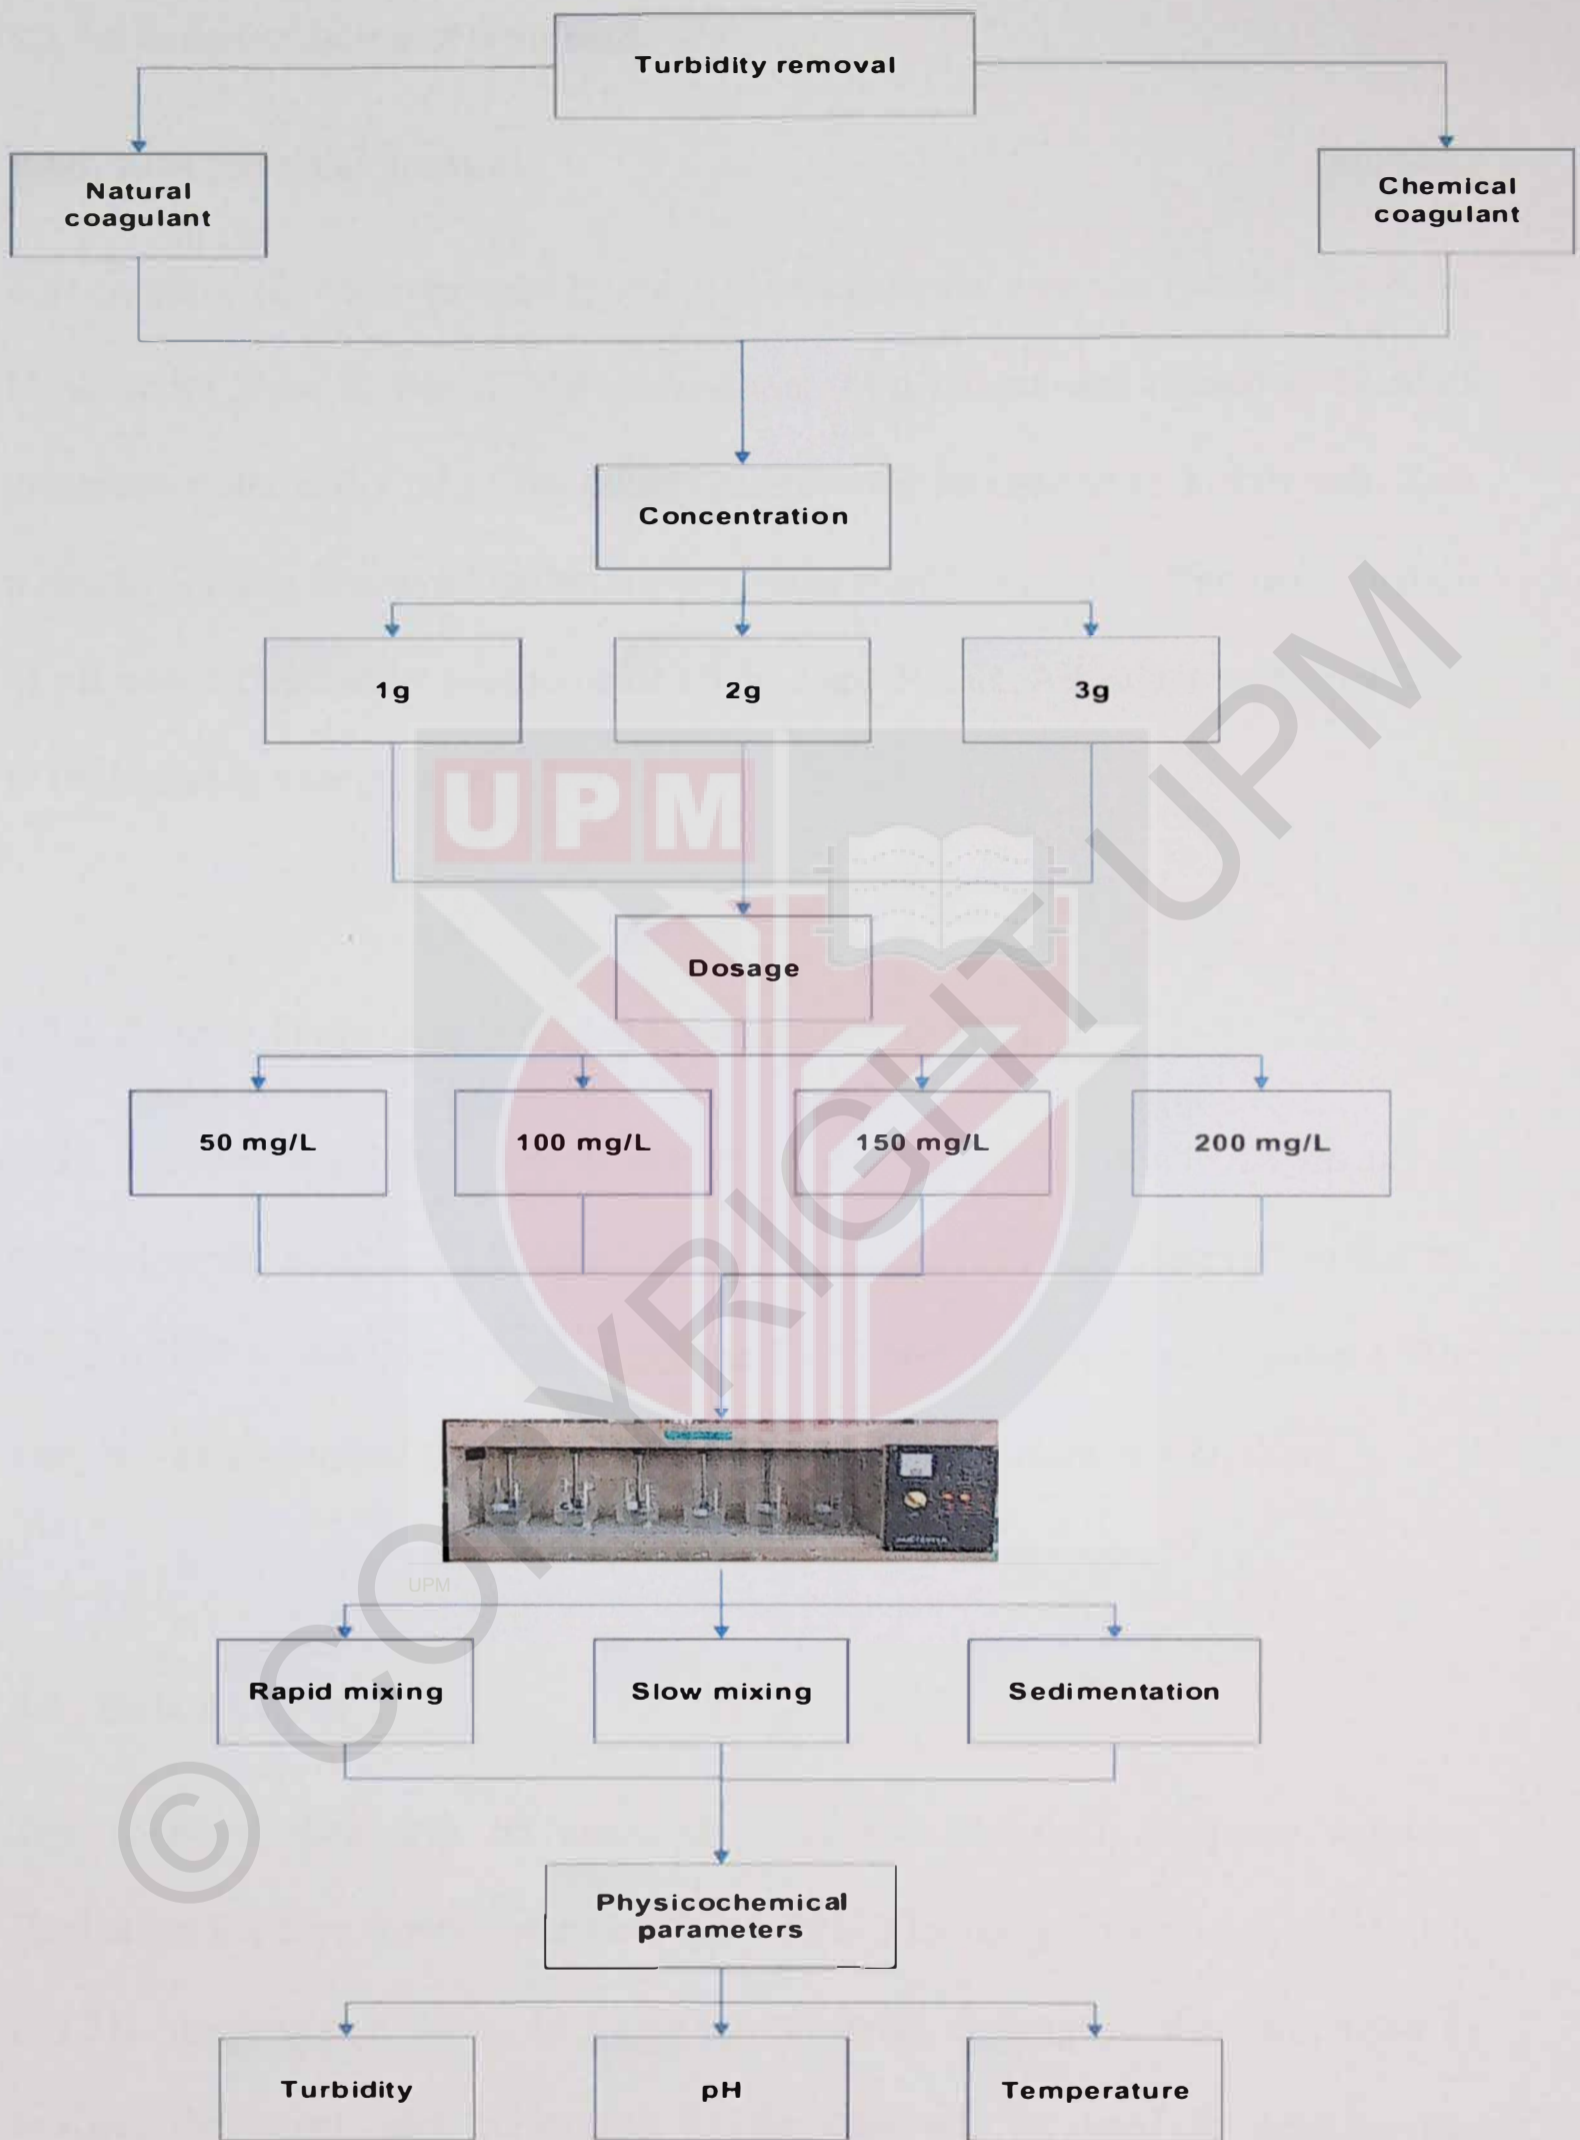 Turbidity removal
Natural
coagulant
Chemical
coagulant
Concentration
1g
2g
3g
UPM
Dosage
50 mg/L
100 mg/L
150 mg/L
200 mg/L
UPM
Rapid mixing
Slow mixing
Sedimentation
Physicochemical
parameters
Turbidity
pH
Temperature
© COPYRIGHT UPM